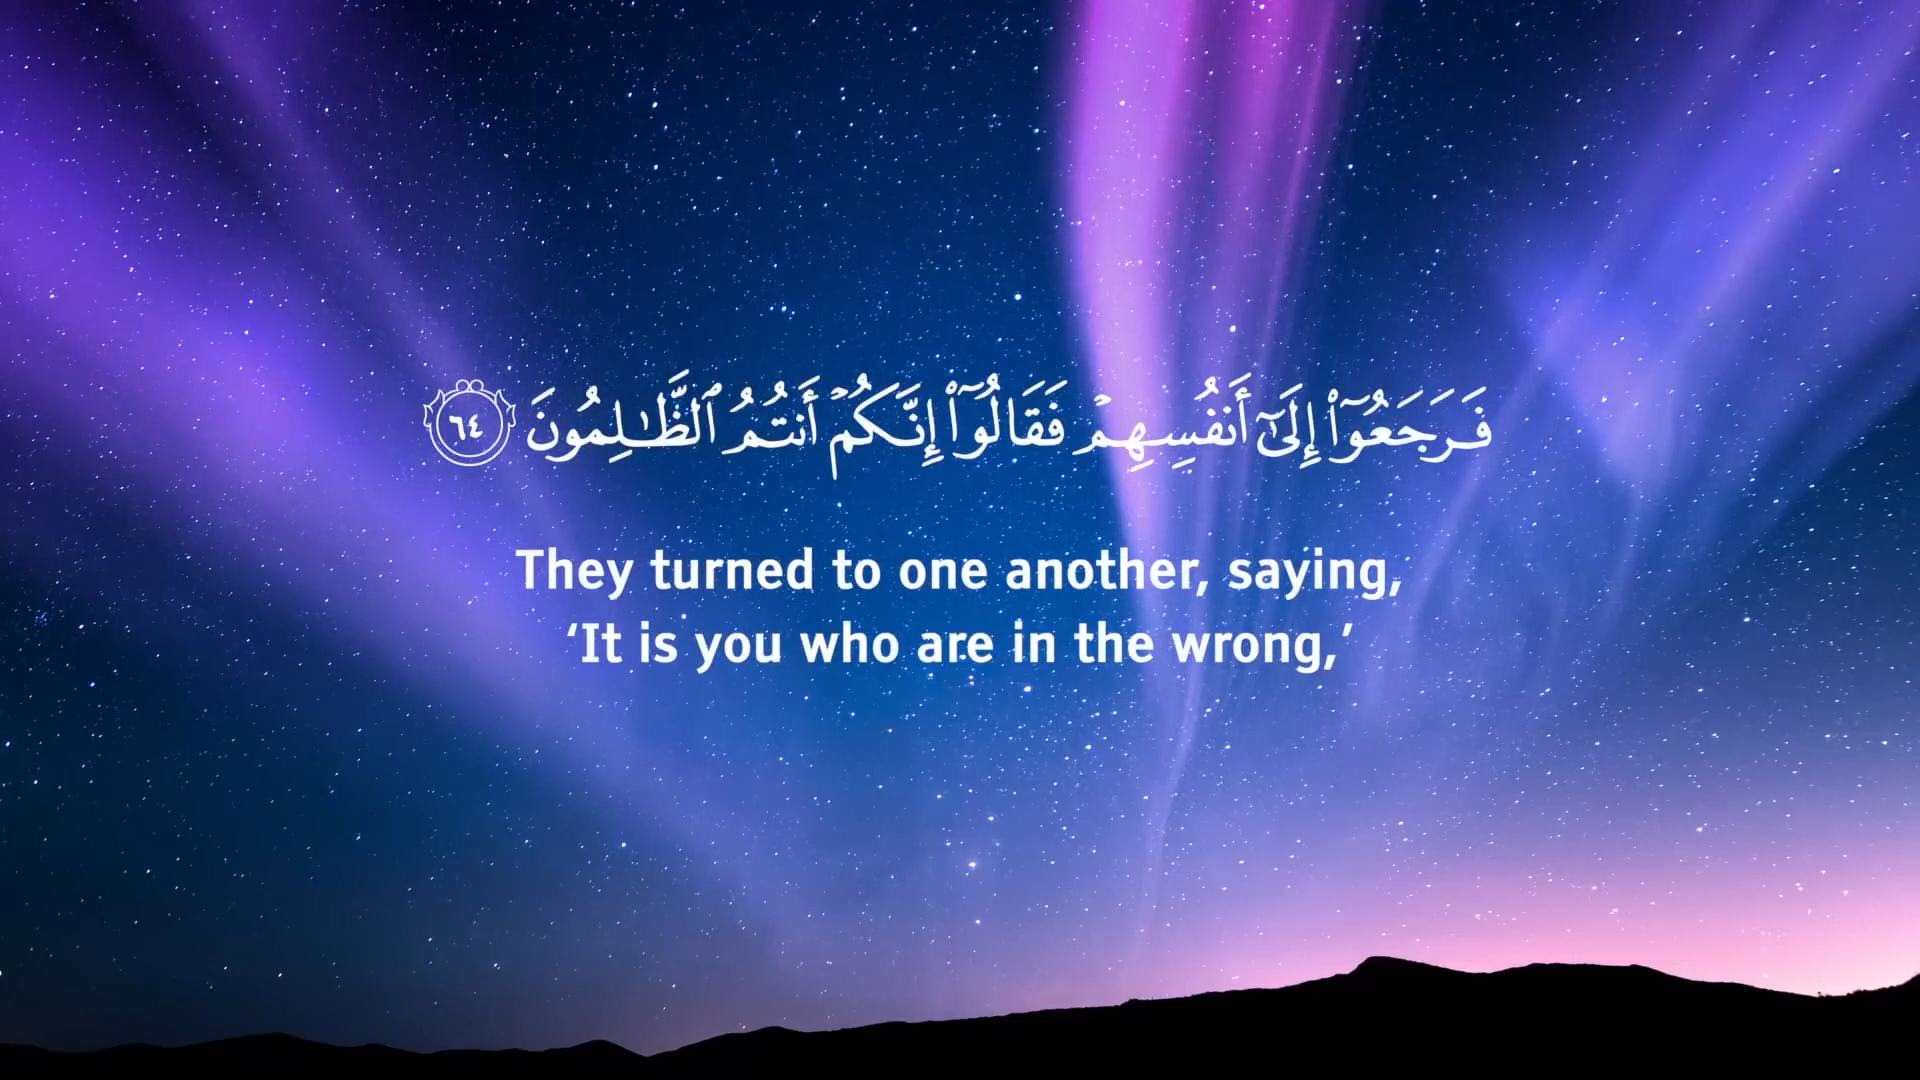 فَرَجَعُوٓا۟ إِلَىٰٓ أَنفُسِهِمْ فَقَالُوٓا۟ إِنَّكُمْ أَنتُمُ ٱلظَّـٰلِمُونَ ٦٤
They turned to one another, saying,
‘It is you who are in the wrong,’